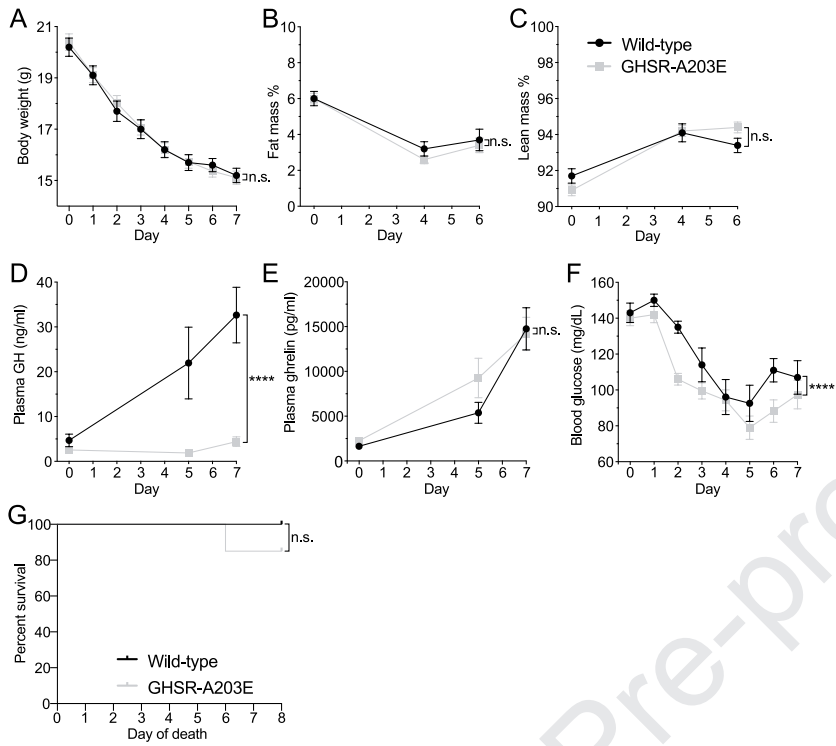 A
Body weight (g)
21
19
17
15
0 1 2 3 4 5 6 7
Day
n.s.
B
Fat mass %
10
8
6
4
2
0
0 1 2 3 4 5 6
Day
n.s.
C
Lean mass %
100
98
96
94
92
90
0 1 2 3 4 5 6
Day
n.s.
Wild-type
GHSR-A203E
D
Plasma GH (ng/ml)
40
30
20
10
0
0 1 2 3 4 5 6 7
Day
****
E
Plasma ghrelin (pg/ml)
20000
15000
10000
5000
0
0 1 2 3 4 5 6 7
Day
n.s.
F
Blood glucose (mg/dL)
160
140
120
100
80
60
0 1 2 3 4 5 6 7
Day
****
G
Percent survival
100
80
60
40
20
0
0 1 2 3 4 5 6 7 8
Day of death
n.s.
Wild-type
GHSR-A203E
Pre-pro